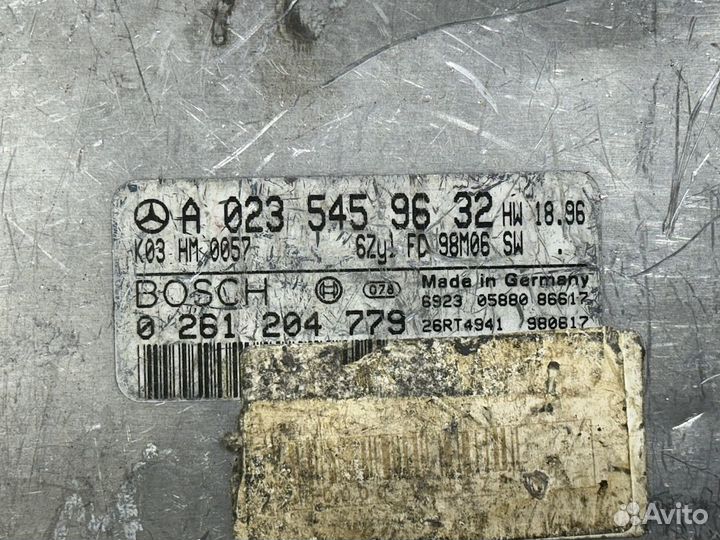 A 023 545 96 32 HW 18.96
K03 HM 0057 6Zyl FD 98M06 SW .
BOSCH 078 Made in Germany
6923 05880 86617
0 261 204 779 26RT4941 980617
Avito